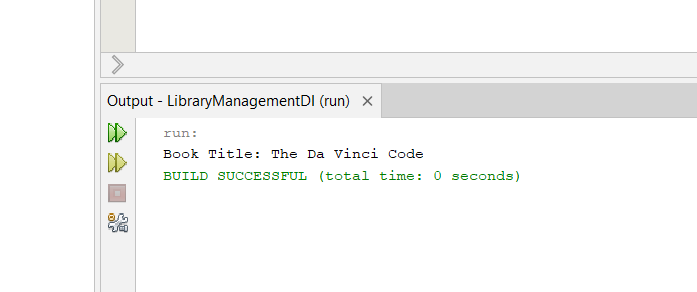 Output - LibraryManagementDI (run)
run:
Book Title: The Da Vinci Code
BUILD SUCCESSFUL (total time: 0 seconds)